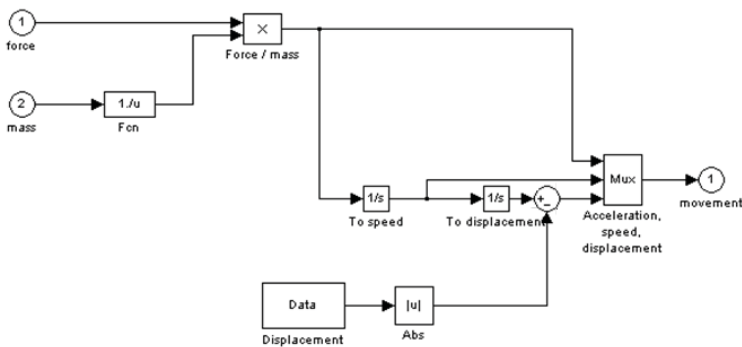 1
force
×
Force / mass
2
mass
1./u
Fcn
1/s
To speed
1/s
To displacement
+
−
Mux
Acceleration,
speed,
displacement
1
movement
Data
Displacement
|u|
Abs